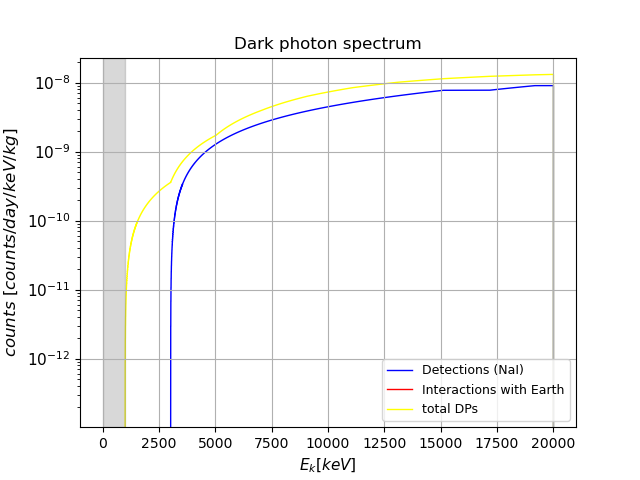 Dark photon spectrum
counts [counts/day/keV/kg]
10⁻⁸
10⁻⁹
10⁻¹⁰
10⁻¹¹
10⁻¹²
Detections (NaI)
Interactions with Earth
total DPs
0 2500 5000 7500 10000 12500 15000 17500 20000
Eₖ[keV]